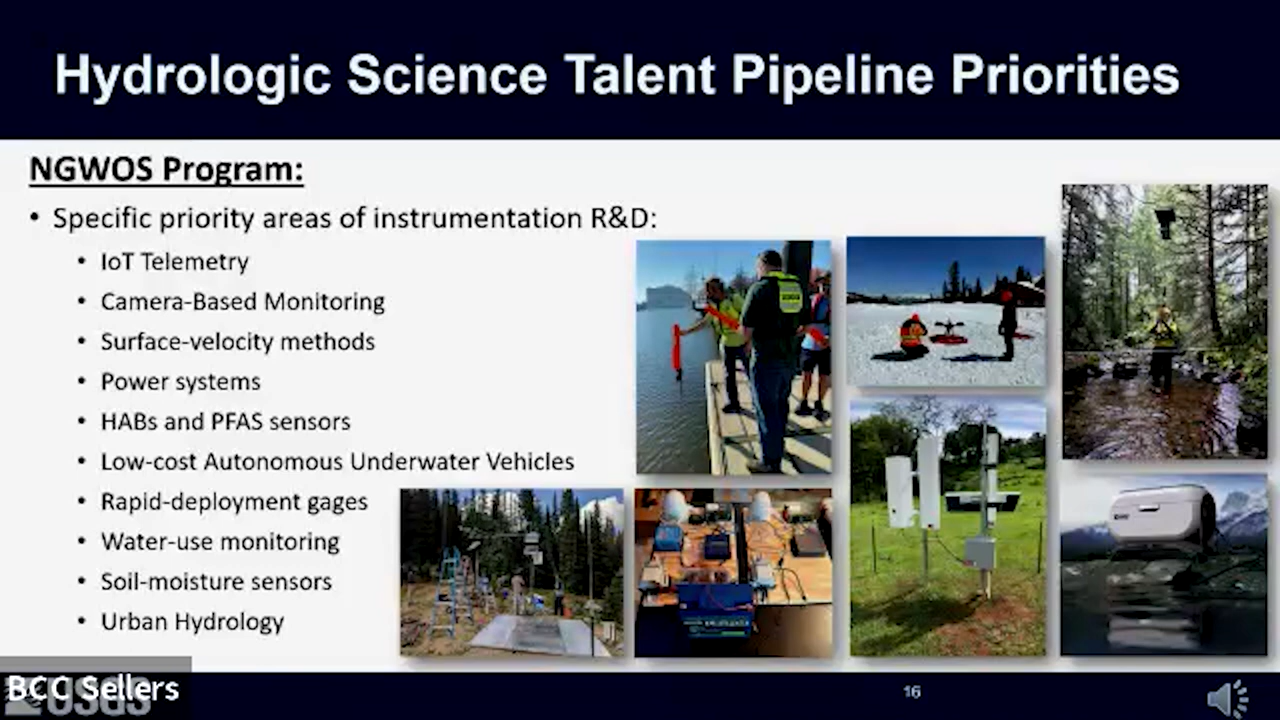 Hydrologic Science Talent Pipeline Priorities
NGWOS Program:
• Specific priority areas of instrumentation R&D:
• IoT Telemetry
• Camera-Based Monitoring
• Surface-velocity methods
• Power systems
• HABs and PFAS sensors
• Low-cost Autonomous Underwater Vehicles
• Rapid-deployment gages
• Water-use monitoring
• Soil-moisture sensors
• Urban Hydrology
BCC Sellers
USGS
16